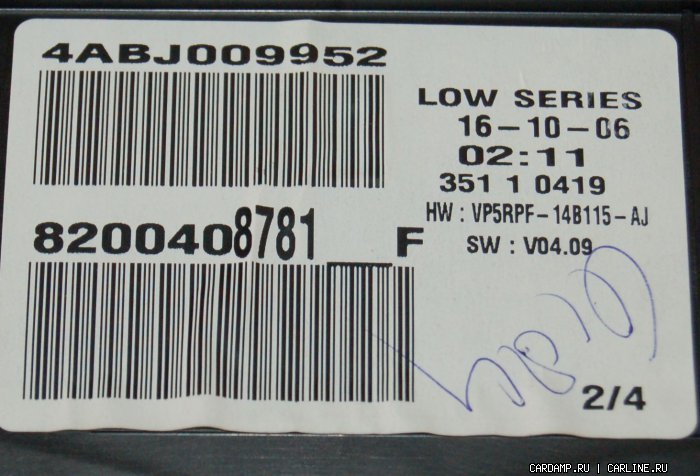 4ABJ009952
LOW SERIES
16-10-06
02:11
351 1 0419
HW : VP5RPF-14B115-AJ
SW : V04.09
8200408781___F
2/4
CARDAMP.RU | CARLINE.RU